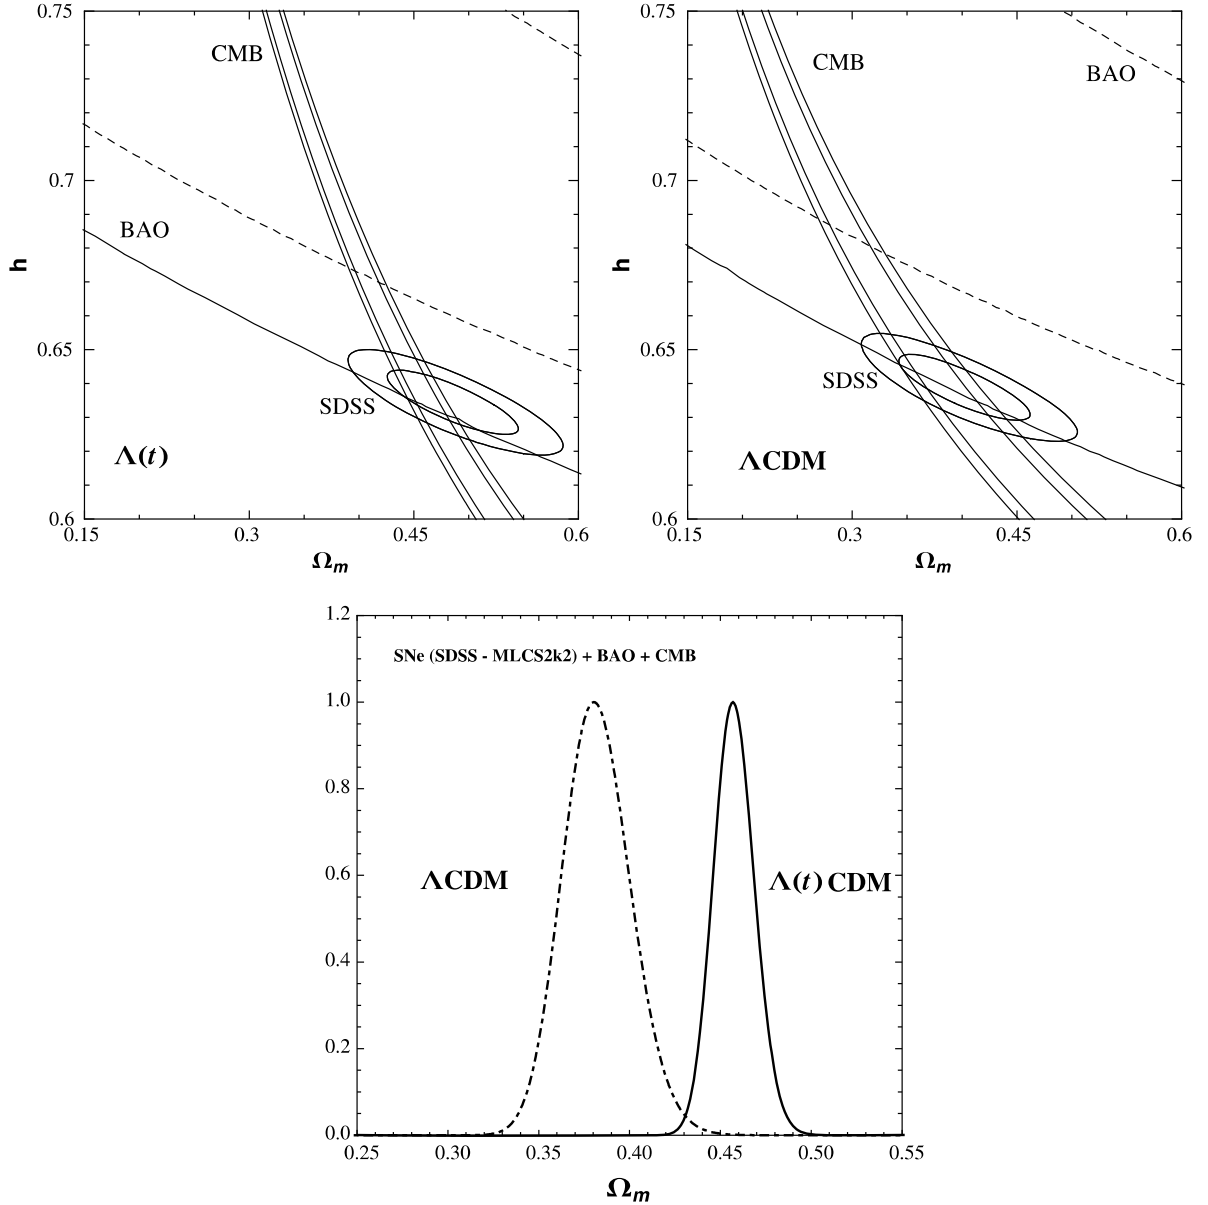 0.75
CMB
0.7
BAO
h
0.65
SDSS
Λ(t)
0.6
0.15
0.3
0.45
0.6
Ωm
0.75
CMB
BAO
0.7
h
0.65
SDSS
ΛCDM
0.6
0.15
0.3
0.45
0.6
Ωm
1.2
SNe (SDSS - MLCS2k2) + BAO + CMB
1.0
0.8
0.6
ΛCDM
Λ(t) CDM
0.4
0.2
0.0
0.25
0.30
0.35
0.40
0.45
0.50
0.55
Ωm